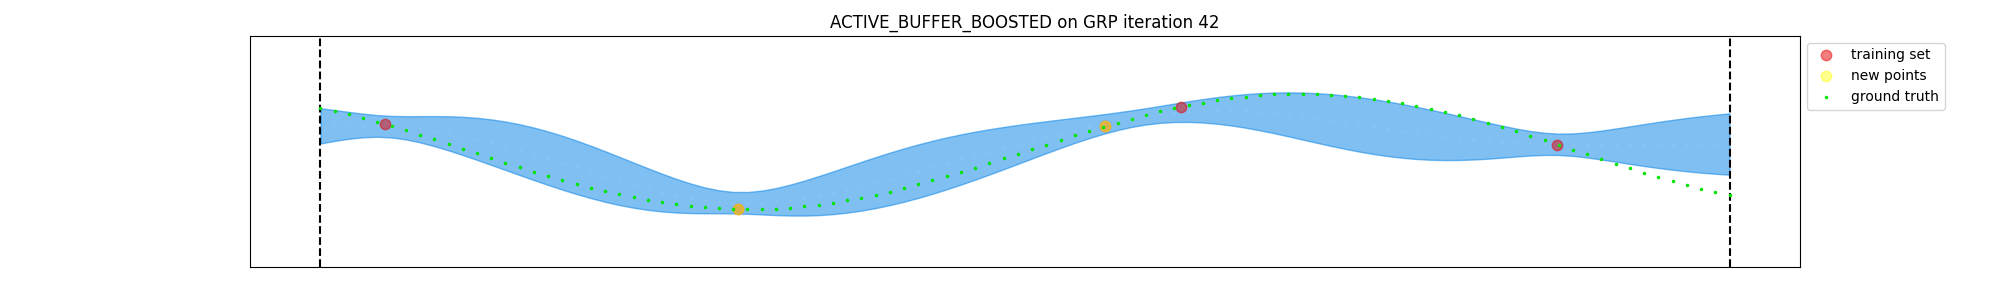 ACTIVE_BUFFER_BOOSTED on GRP iteration 42
training set
new points
ground truth